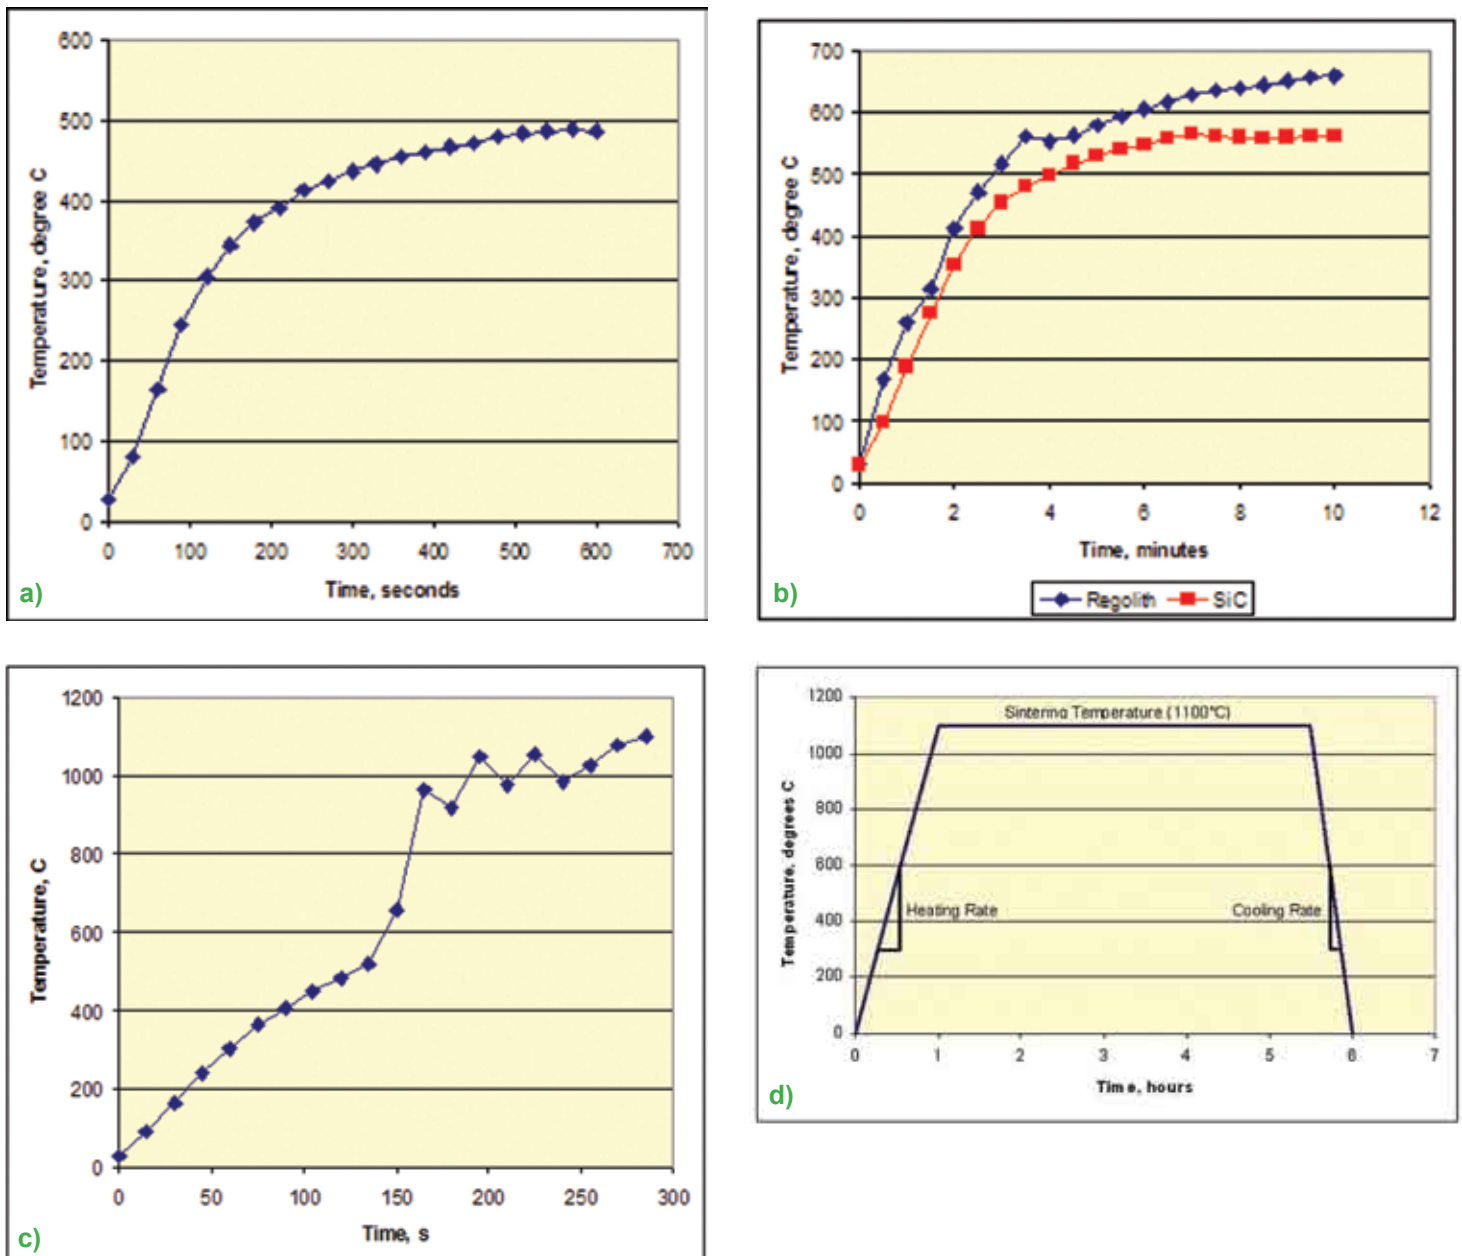 600
500
400
300
200
100
0
0 100 200 300 400 500 600 700
Temperature, degree C
Time, seconds
a)
700
600
500
400
300
200
100
0
0 2 4 6 8 10 12
Temperature, degree C
Time, minutes
Regolith SiC
b)
1200
1000
800
600
400
200
0
0 50 100 150 200 250 300
Temperature, C
Time, s
c)
1200
1000
800
600
400
200
0
0 1 2 3 4 5 6 7
Temperature, degrees C
Sintering Temperature (1100°C)
Heating Rate
Cooling Rate
Time, hours
d)